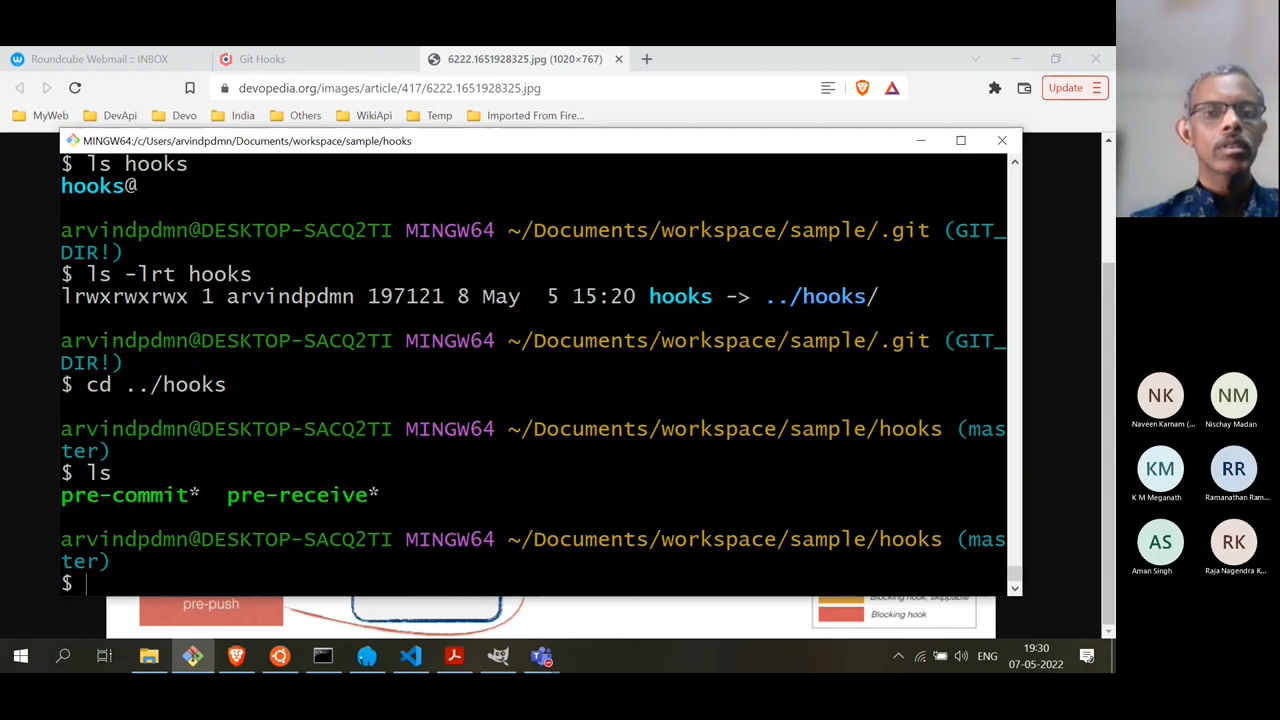 Roundcube Webmail :: INBOX
Git Hooks
6222.1651928325.jpg (1020×767)
devopedia.org/images/article/417/6222.1651928325.jpg
Update
MyWeb
DevApi
Devo
India
Others
WikiApi
Temp
Imported From Fire...
MINGW64:/c/Users/arvindpdmn/Documents/workspace/sample/hooks
$ ls hooks
hooks@
arvindpdmn@DESKTOP-SACQ2TI MINGW64 ~/Documents/workspace/sample/.git (GIT_
DIR!)
$ ls -lrt hooks
lrwxrwxrwx 1 arvindpdmn 197121 8 May  5 15:20 hooks -> ../hooks/
arvindpdmn@DESKTOP-SACQ2TI MINGW64 ~/Documents/workspace/sample/.git (GIT_
DIR!)
$ cd ../hooks
arvindpdmn@DESKTOP-SACQ2TI MINGW64 ~/Documents/workspace/sample/hooks (mas
ter)
$ ls
pre-commit*  pre-receive*
arvindpdmn@DESKTOP-SACQ2TI MINGW64 ~/Documents/workspace/sample/hooks (mas
ter)
$
pre-push
Blocking hook, skippable
Blocking hook
NK
Naveen Karnam (...
NM
Nischay Madan
KM
K M Meganath
RR
Ramanathan Ram...
AS
Aman Singh
RK
Raja Nagendra K...
ENG
19:30
07-05-2022